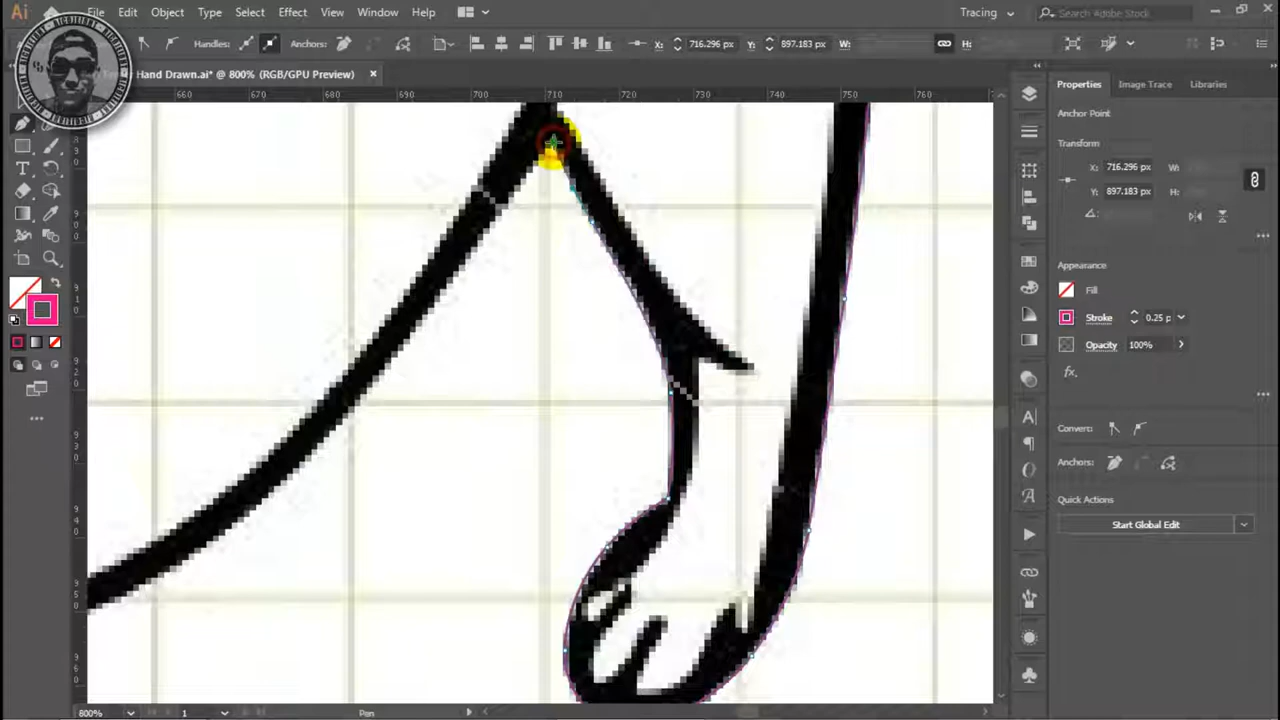 Ai File Edit Object Type Select Effect View Window Help Tracing Search Adobe Stock
Handles: Anchors: X: 716.296 px Y: 897.183 px W: H:
Hand Drawn.ai* @ 800% (RGB/GPU Preview) ×
660 670 680 690 700 710 720 730 740 750 760
Properties Image Trace Libraries
Anchor Point
Transform
X: 716.296 px W:
Y: 897.183 px H:
Appearance
Fill
Stroke 0.25 p
Opacity 100%
fx.
Convert:
Anchors:
Quick Actions
Start Global Edit
800% 1 Pen